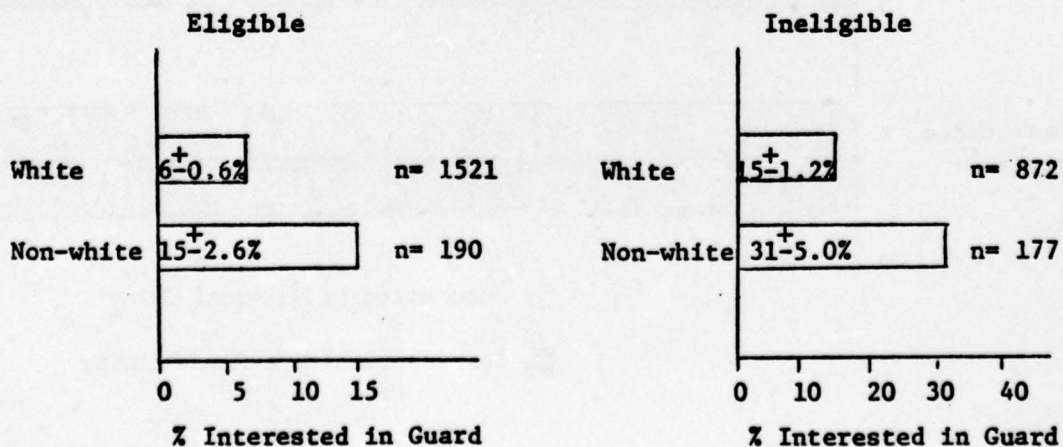 Eligible
White 6±0.6% n= 1521
Non-white 15±2.6% n= 190
0 5 10 15
% Interested in Guard
Ineligible
White 15±1.2% n= 872
Non-white 31±5.0% n= 177
0 10 20 30 40
% Interested in Guard